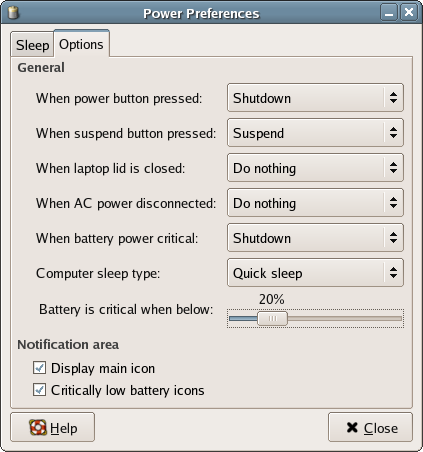 Power Preferences
Sleep Options
General
When power button pressed: Shutdown
When suspend button pressed: Suspend
When laptop lid is closed: Do nothing
When AC power disconnected: Do nothing
When battery power critical: Shutdown
Computer sleep type: Quick sleep
20%
Battery is critical when below:
Notification area
Display main icon
Critically low battery icons
Help Close